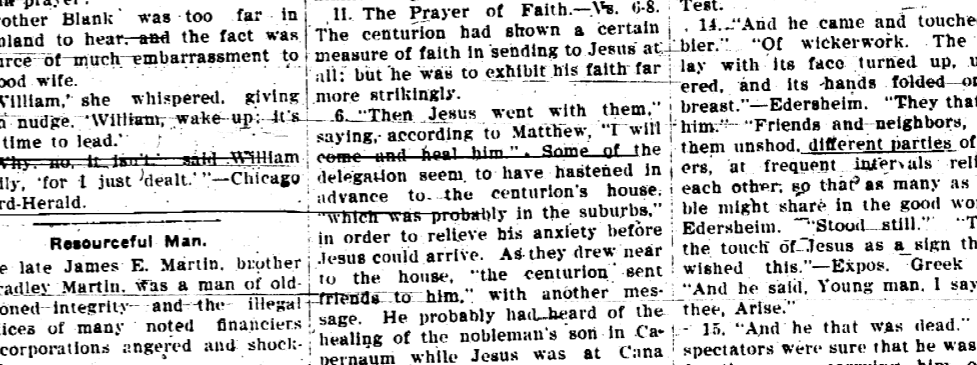 other Blank was too far in
land to hear, and the fact was
urce of much embarrassment to
ood wife.
William,' she whispered, giving
nudge, 'William, wake up; it's
time to lead.'
Why, no, it isn't,' said William
lly, 'for I just dealt.'"—Chicago
rd-Herald.
Resourceful Man.
e late James E. Martin, brother
radley Martin, was a man of old-
oned integrity and the illegal
ices of many noted financiers
corporations angered and shock-
II. The Prayer of Faith.—Vs. 6-8.
The centurion had shown a certain
measure of faith in sending to Jesus at
all; but he was to exhibit his faith far
more strikingly.
6. "Then Jesus went with them,"
saying, according to Matthew, "I will
come and heal him". Some of the
delegation seem to have hastened in
advance to the centurion's house,
"which was probably in the suburbs,"
in order to relieve his anxiety before
Jesus could arrive. As they drew near
to the house, "the centurion sent
friends to him," with another mes-
sage. He probably had heard of the
healing of the nobleman's son in Ca-
pernaum while Jesus was at Cana
Test.
14. "And he came and touche
bier." "Of wickerwork. The
lay with its face turned up, u
ered, and its hands folded on
breast."—Edersheim. "They that
him." "Friends and neighbors,
them unshod, different parties of
ers, at frequent intervals reli
each other, so that as many as
ble might share in the good wo
Edersheim. "Stood still." "T
the touch of Jesus as a sign th
wished this."—Expos. Greek
"And he said, Young man, I say
thee, Arise."
15. "And he that was dead."
spectators were sure that he was